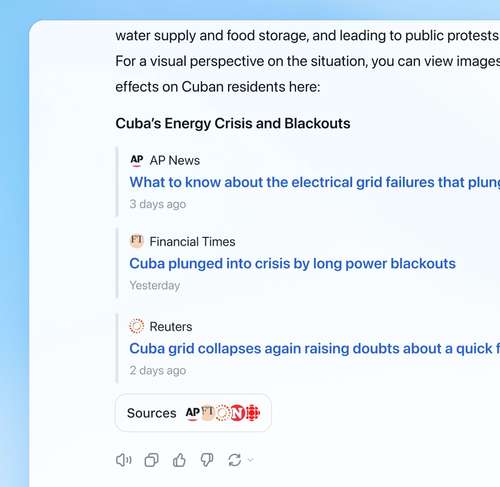 water supply and food storage, and leading to public protests
For a visual perspective on the situation, you can view images
effects on Cuban residents here:
Cuba’s Energy Crisis and Blackouts
AP AP News
What to know about the electrical grid failures that plung
3 days ago
FT Financial Times
Cuba plunged into crisis by long power blackouts
Yesterday
Reuters
Cuba grid collapses again raising doubts about a quick f
2 days ago
Sources AP FT N